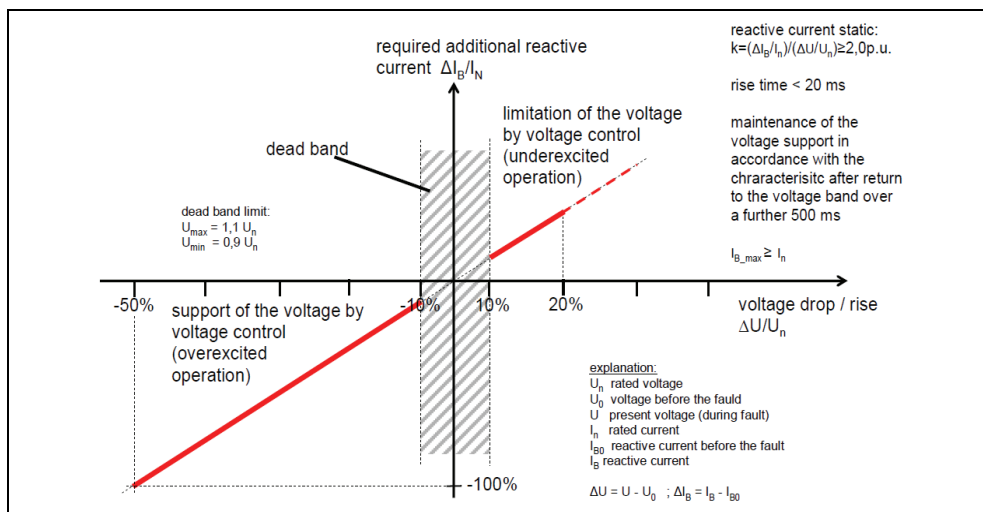 required additional reactive
current ΔI_B/I_N
dead band
limitation of the voltage
by voltage control
(underexcited
operation)
reactive current static:
k=(ΔI_B/I_n)/(ΔU/U_n)≥2,0p.u.
rise time < 20 ms
maintenance of the
voltage support in
accordance with the
chraracterisitc after return
to the voltage band over
a further 500 ms
I_B_max ≥ I_n
dead band limit:
U_max = 1,1 U_n
U_min = 0,9 U_n
-50%
-10%
10%
20%
voltage drop / rise
ΔU/U_n
support of the voltage by
voltage control
(overexcited
operation)
-100%
explanation:
U_n rated voltage
U_0 voltage before the fauld
U present voltage (during fault)
I_n rated current
I_B0 reactive current before the fault
I_B reactive current
ΔU = U - U_0 ; ΔI_B = I_B - I_B0